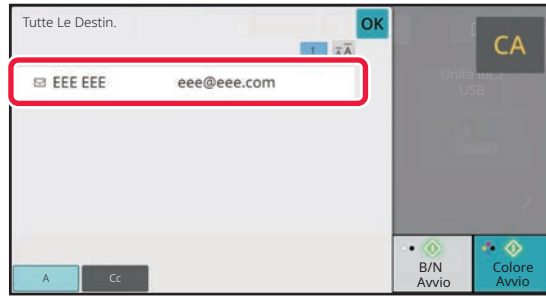 Tutte Le Destin.
OK
CA
1
EEE EEE eee@eee.com
USB
A
Cc
B/N
Avvio
Colore
Avvio